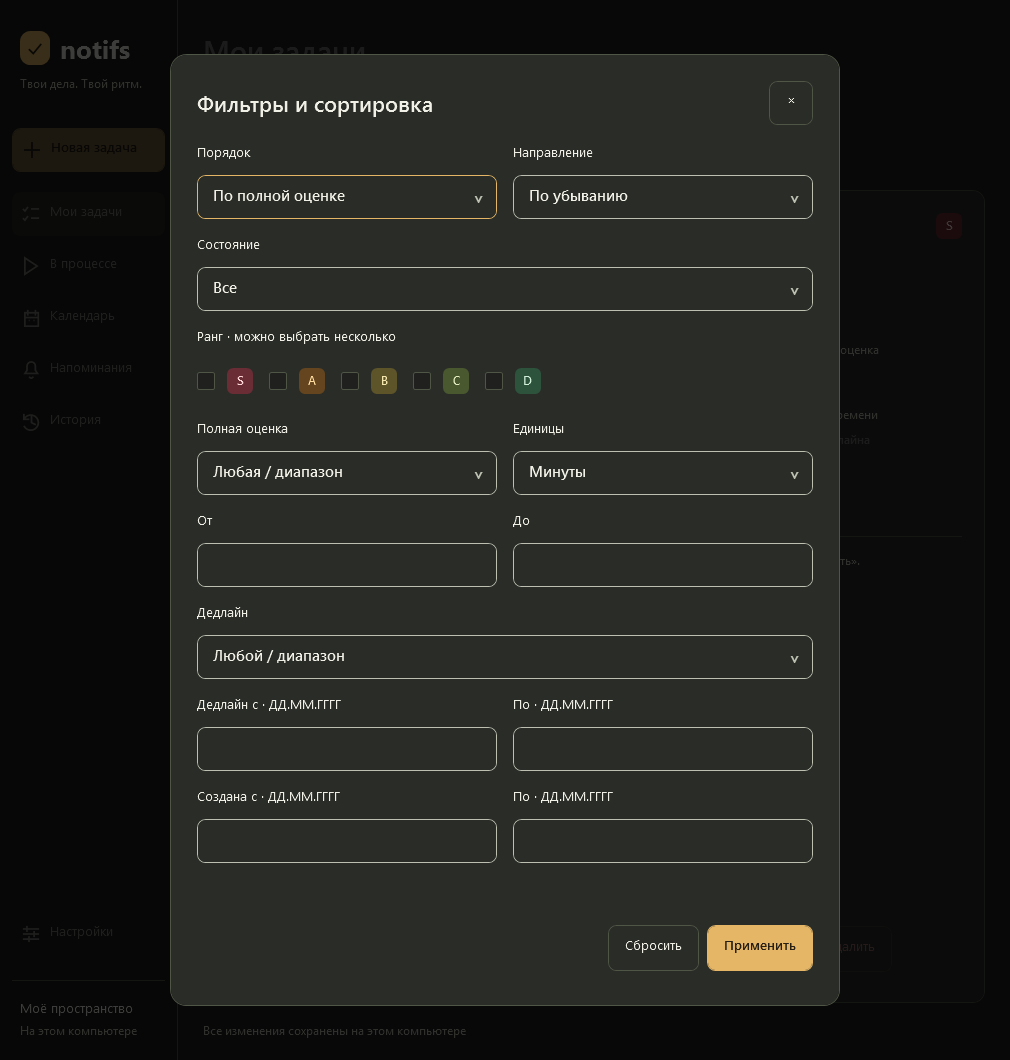 notifs
Твои дела. Твой ритм.
Новая задача
Мои задачи
В процессе
Календарь
Напоминания
История
Настройки
Моё пространство
На этом компьютере
Мои задачи
Фильтры и сортировка
×
Порядок
Направление
По полной оценке
По убыванию
Состояние
Все
Ранг · можно выбрать несколько
S A B C D
Полная оценка
Единицы
Любая / диапазон
Минуты
От
До
Дедлайн
Любой / диапазон
Дедлайн с · ДД.ММ.ГГГГ
По · ДД.ММ.ГГГГ
Создана с · ДД.ММ.ГГГГ
По · ДД.ММ.ГГГГ
Сбросить
Применить
S
оценка
Все изменения сохранены на этом компьютере